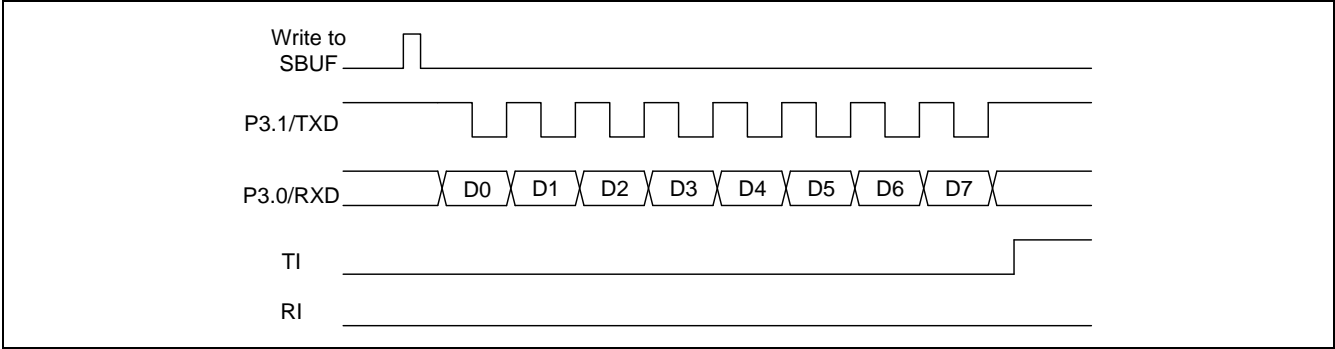 Write to
SBUF
P3.1/TXD
P3.0/RXD D0 D1 D2 D3 D4 D5 D6 D7
TI
RI